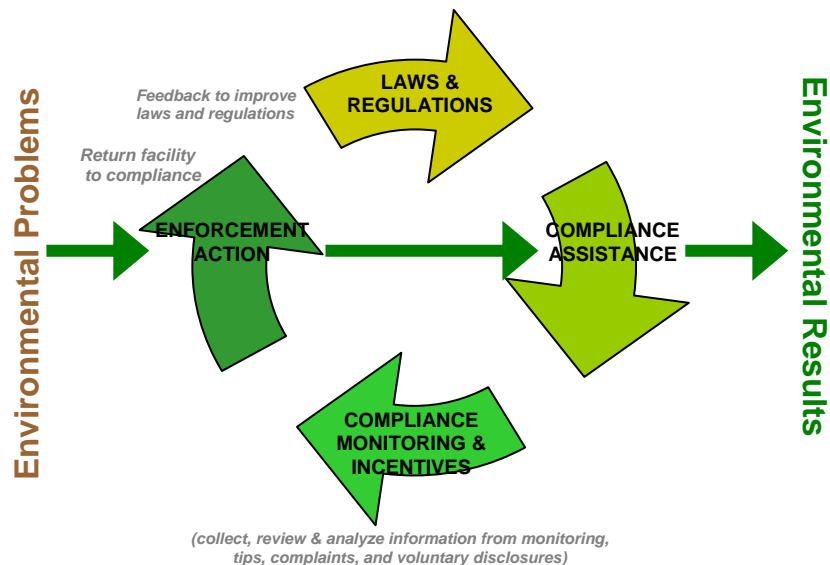 Environmental Problems
Feedback to improve
laws and regulations
LAWS &
REGULATIONS
Return facility
to compliance
ENFORCEMENT
ACTION
COMPLIANCE
ASSISTANCE
COMPLIANCE
MONITORING &
INCENTIVES
(collect, review & analyze information from monitoring,
tips, complaints, and voluntary disclosures)
Environmental Results